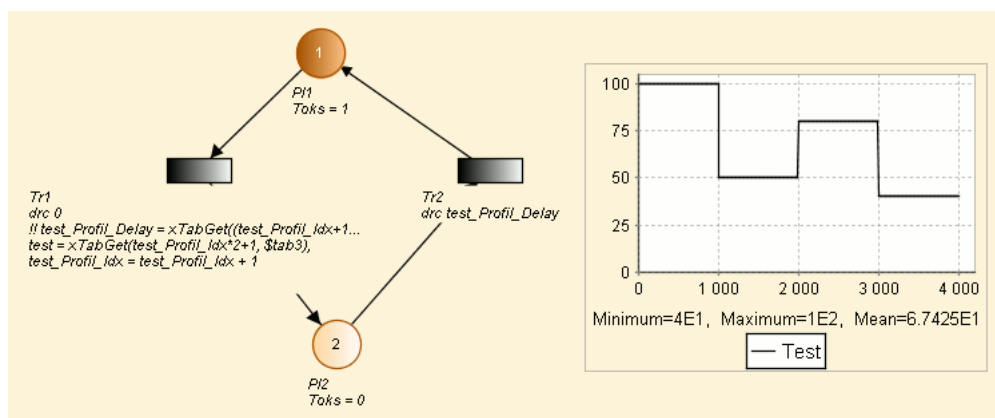 1
Pl1
Toks = 1
Tr1
drc 0
!! test_Profil_Delay = xTabGet((test_Profil_Idx+1...
test = xTabGet(test_Profil_Idx*2+1, $tab3),
test_Profil_Idx = test_Profil_Idx + 1
Tr2
drc test_Profil_Delay
2
Pl2
Toks = 0
100
75
50
25
0
0 1 000 2 000 3 000 4 000
Minimum=4E1, Maximum=1E2, Mean=6.7425E1
Test